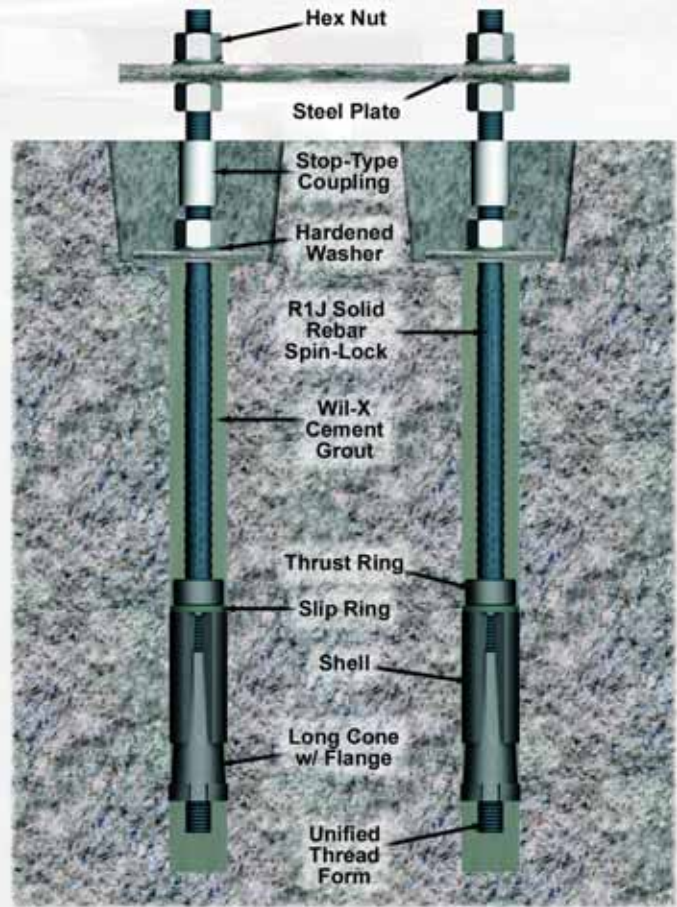 Hex Nut
Steel Plate
Stop-Type
Coupling
Hardened
Washer
R1J Solid
Rebar
Spin-Lock
Wil-X
Cement
Grout
Thrust Ring
Slip Ring
Shell
Long Cone
w/ Flange
Unified
Thread
Form